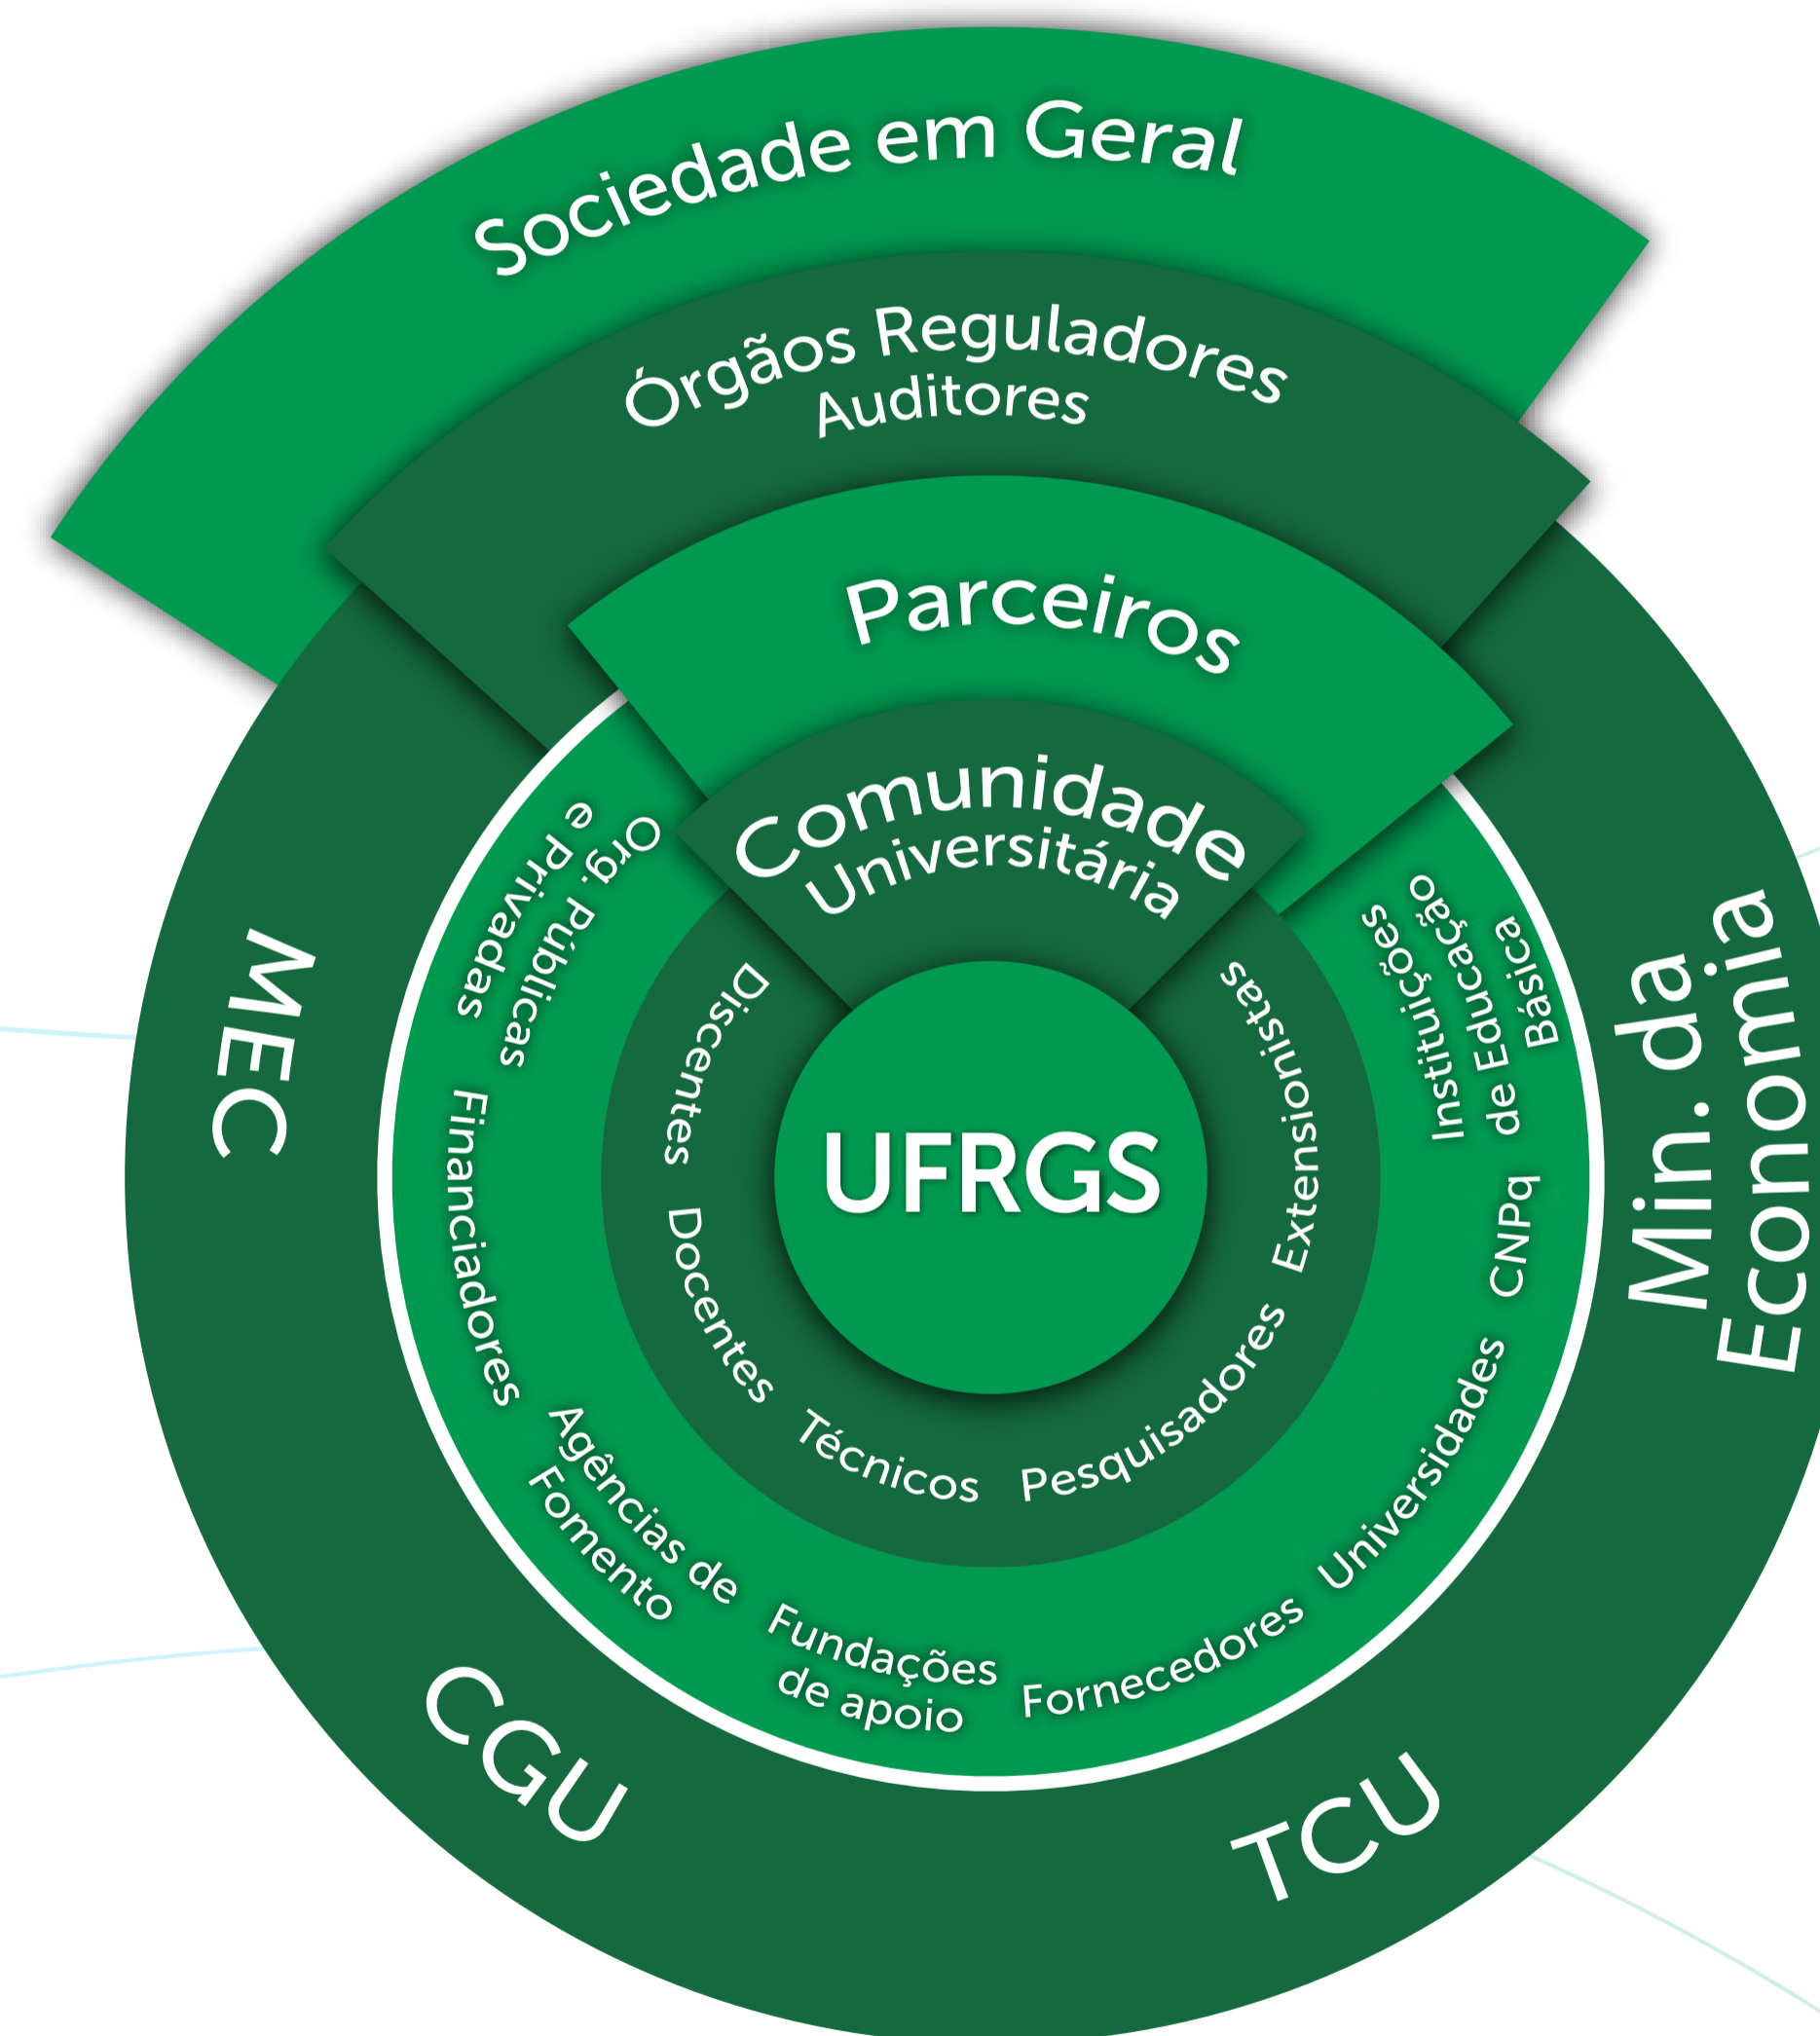 Sociedade em Geral
Órgãos Reguladores
Auditores
Parceiros
Comunidade
Universitária
UFRGS
Discentes
Docentes
Técnicos
Pesquisadores
Extensionistas
Org. Públicas
e Privadas
Financiadores
Agências de
Fomento
Fundações
de apoio
Fornecedores
Universidades
CNPq
Instituições
de Educação
Básica
MEC
CGU
TCU
Min. da
Economia